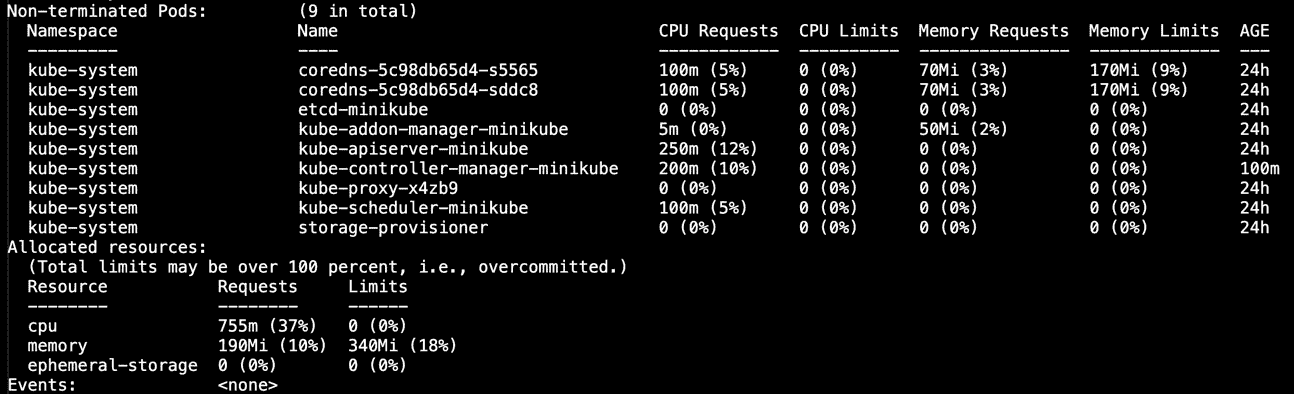 Non-terminated Pods:         (9 in total)
  Namespace                  Name                                CPU Requests  CPU Limits  Memory Requests  Memory Limits  AGE
  ---------                  ----                                ------------  ----------  ---------------  -------------  ---
  kube-system                coredns-5c98db65d4-s5565            100m (5%)     0 (0%)      70Mi (3%)        170Mi (9%)     24h
  kube-system                coredns-5c98db65d4-sddc8            100m (5%)     0 (0%)      70Mi (3%)        170Mi (9%)     24h
  kube-system                etcd-minikube                       0 (0%)        0 (0%)      0 (0%)           0 (0%)         24h
  kube-system                kube-addon-manager-minikube         5m (0%)       0 (0%)      50Mi (2%)        0 (0%)         24h
  kube-system                kube-apiserver-minikube             250m (12%)    0 (0%)      0 (0%)           0 (0%)         24h
  kube-system                kube-controller-manager-minikube    200m (10%)    0 (0%)      0 (0%)           0 (0%)         100m
  kube-system                kube-proxy-x4zb9                    0 (0%)        0 (0%)      0 (0%)           0 (0%)         24h
  kube-system                kube-scheduler-minikube             100m (5%)     0 (0%)      0 (0%)           0 (0%)         24h
  kube-system                storage-provisioner                 0 (0%)        0 (0%)      0 (0%)           0 (0%)         24h
Allocated resources:
  (Total limits may be over 100 percent, i.e., overcommitted.)
  Resource           Requests     Limits
  --------           --------     ------
  cpu                755m (37%)   0 (0%)
  memory             190Mi (10%)  340Mi (18%)
  ephemeral-storage  0 (0%)       0 (0%)
Events:              <none>